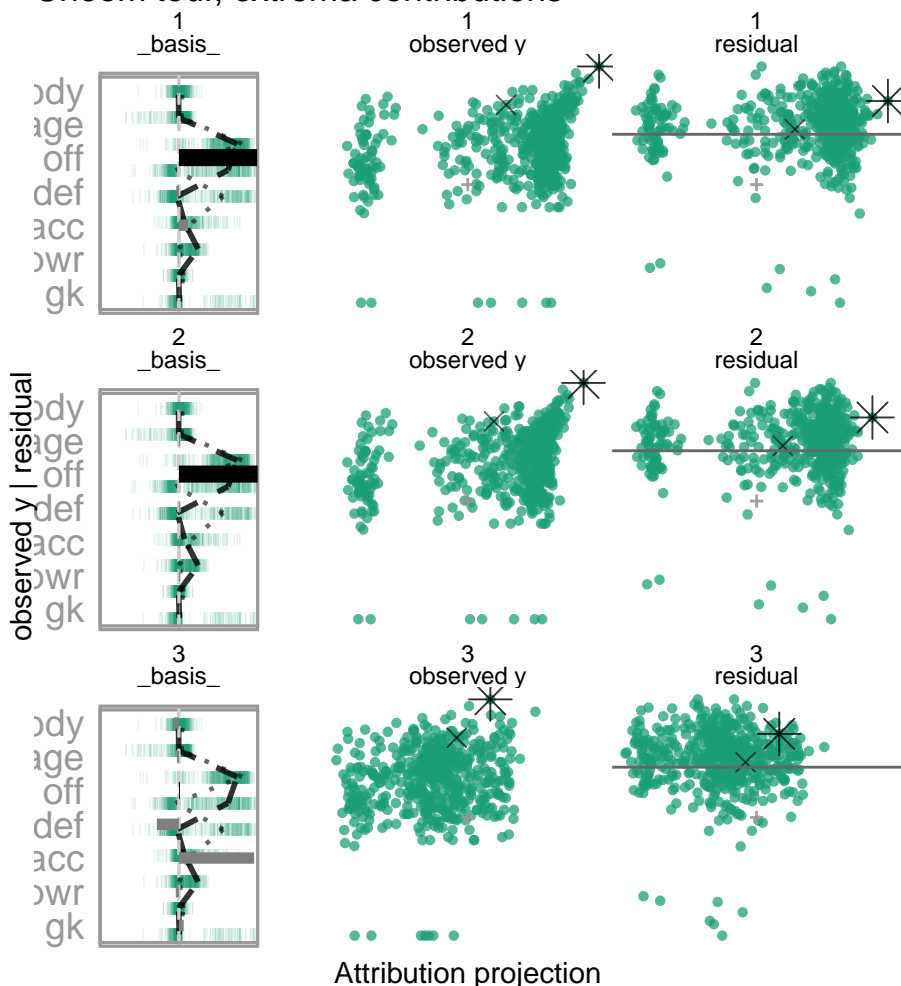 extrema contributions
1
_basis_
1
observed y
1
residual
ody
age
off
def
acc
owr
gk
2
_basis_
2
observed y
2
residual
ody
age
off
def
acc
owr
gk
3
_basis_
3
observed y
3
residual
ody
age
off
def
acc
owr
gk
observed y | residual
Attribution projection